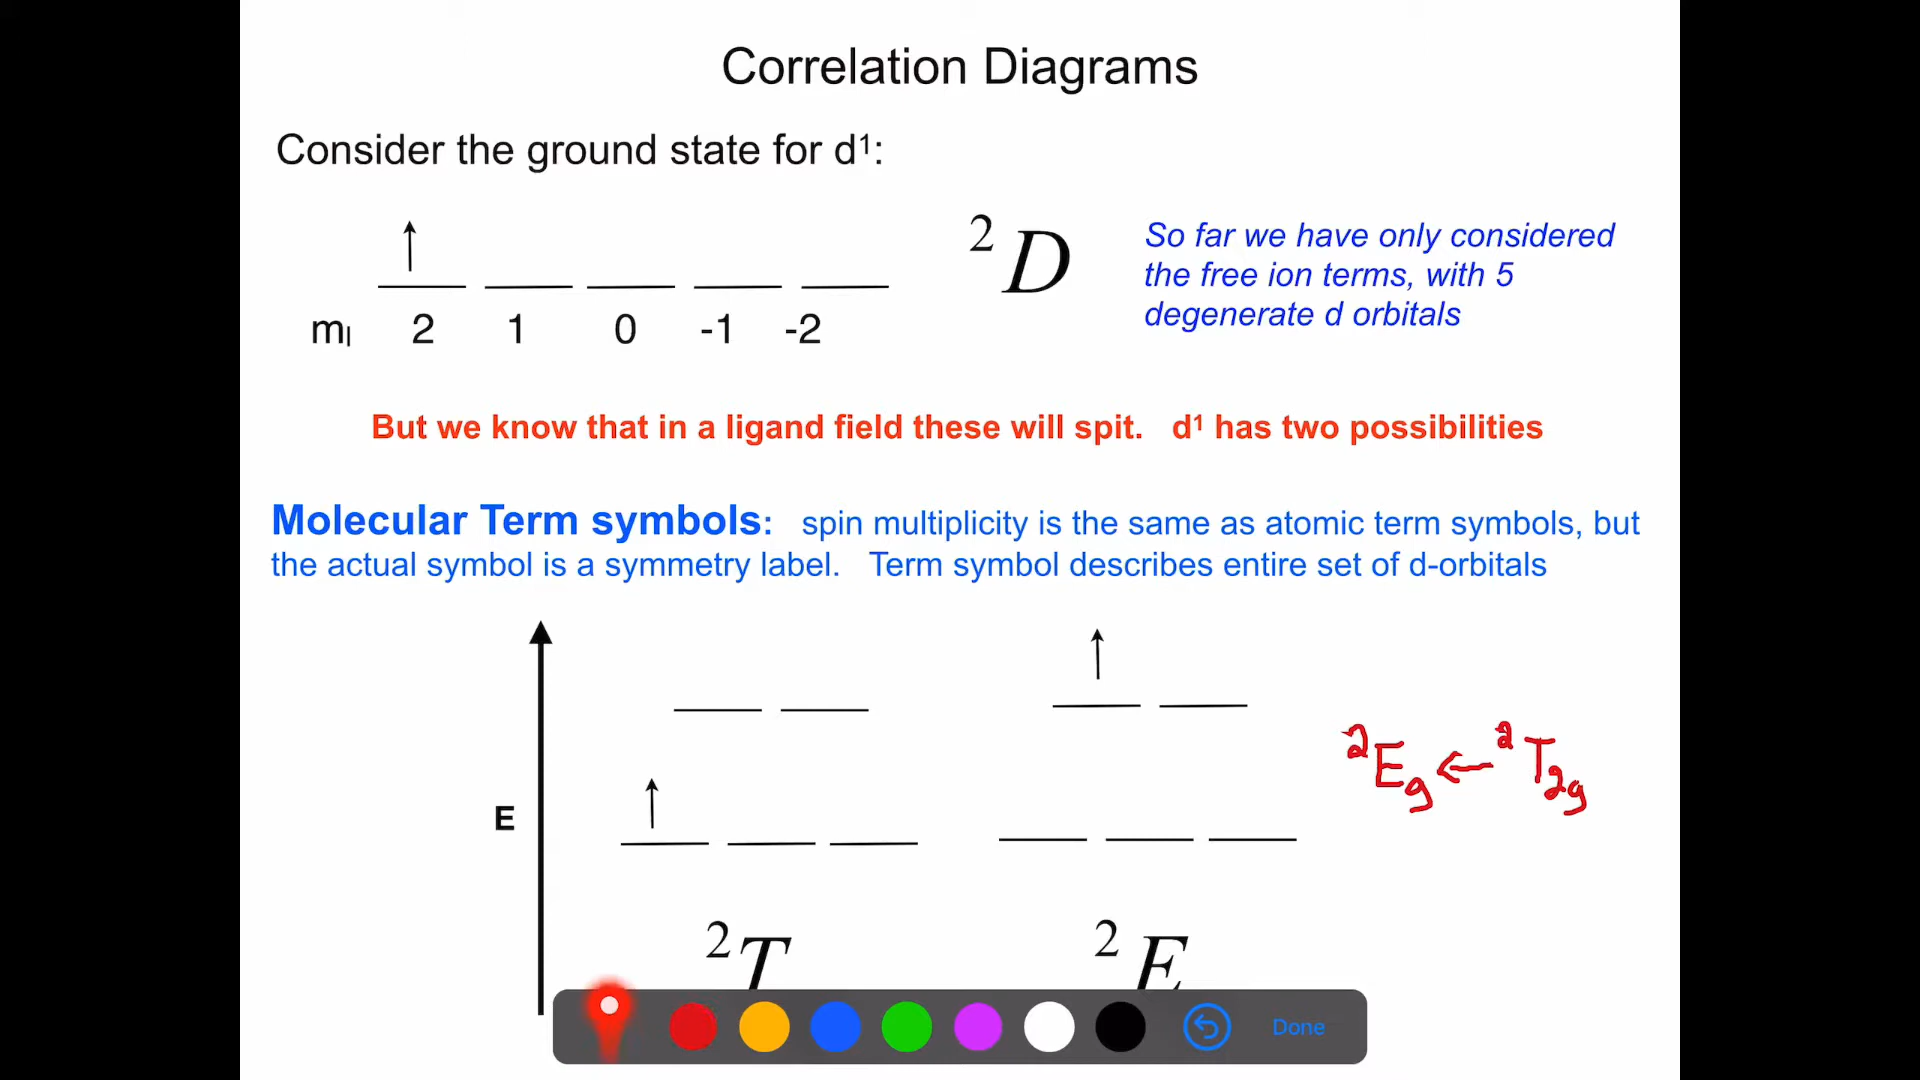 Correlation Diagrams
Consider the ground state for d¹:
²D
So far we have only considered
the free ion terms, with 5
degenerate d orbitals
mₗ 2 1 0 -1 -2
But we know that in a ligand field these will spit. d¹ has two possibilities
Molecular Term symbols: spin multiplicity is the same as atomic term symbols, but
the actual symbol is a symmetry label. Term symbol describes entire set of d-orbitals
²Eg ← ²T2g
E
²T ²E
Done